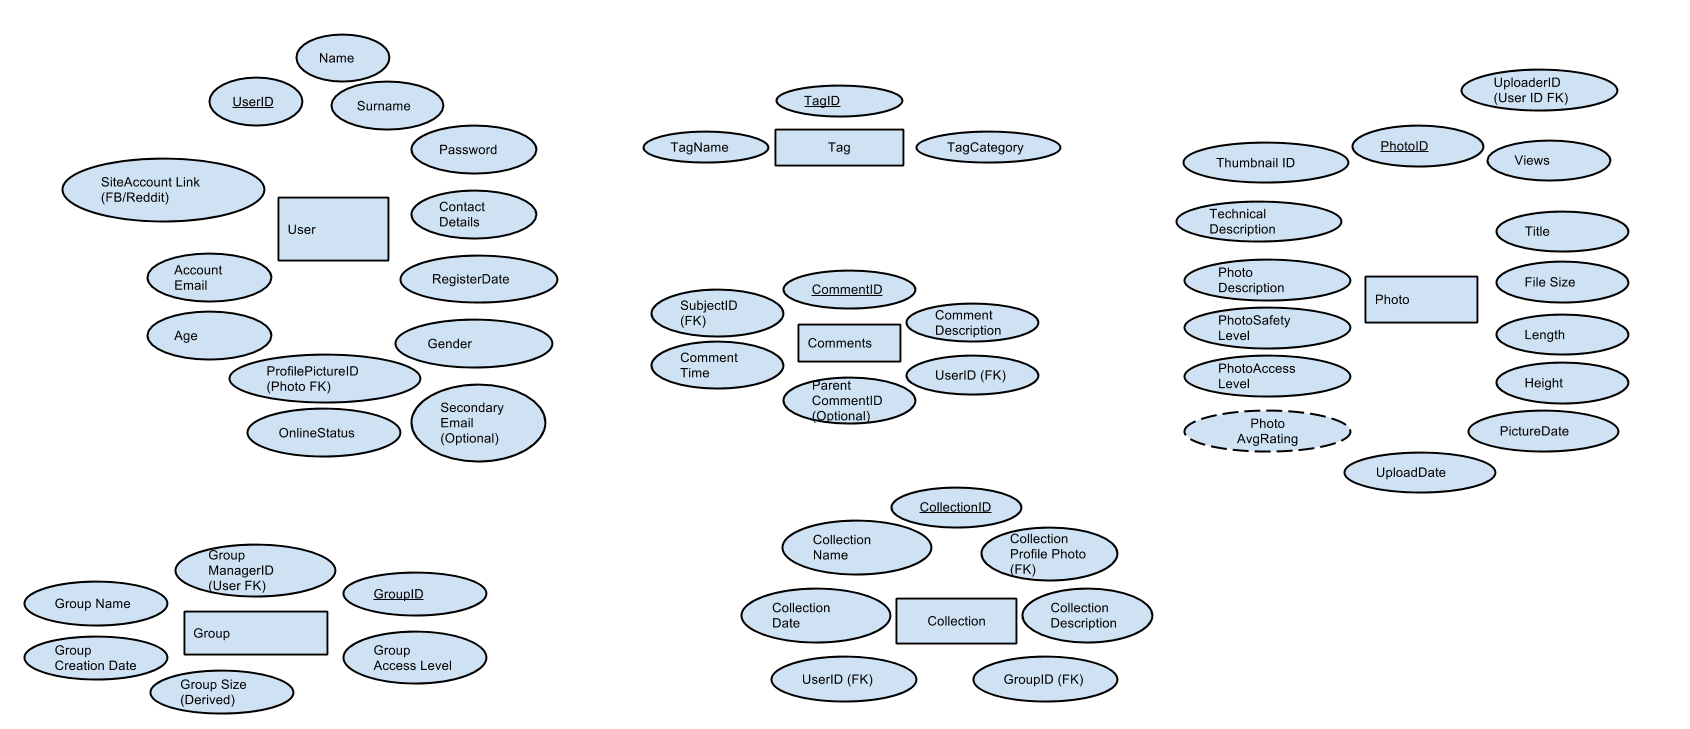 Name
UserID
Surname
Password
SiteAccount Link
(FB/Reddit)
Contact
Details
User
Account
Email
RegisterDate
Age
Gender
ProfilePictureID
(Photo FK)
Secondary
Email
(Optional)
OnlineStatus
TagID
TagName
Tag
TagCategory
CommentID
SubjectID
(FK)
Comment
Description
Comments
Comment
Time
UserID (FK)
Parent
CommentID
(Optional)
UploaderID
(User ID FK)
PhotoID
Thumbnail ID
Views
Technical
Description
Title
Photo
Description
File Size
Photo
PhotoSafety
Level
Length
PhotoAccess
Level
Height
Photo
AvgRating
PictureDate
UploadDate
Group
ManagerID
(User FK)
Group Name
GroupID
Group
Group
Creation Date
Group
Access Level
Group Size
(Derived)
CollectionID
Collection
Name
Collection
Profile Photo
(FK)
Collection
Date
Collection
Collection
Description
UserID (FK)
GroupID (FK)